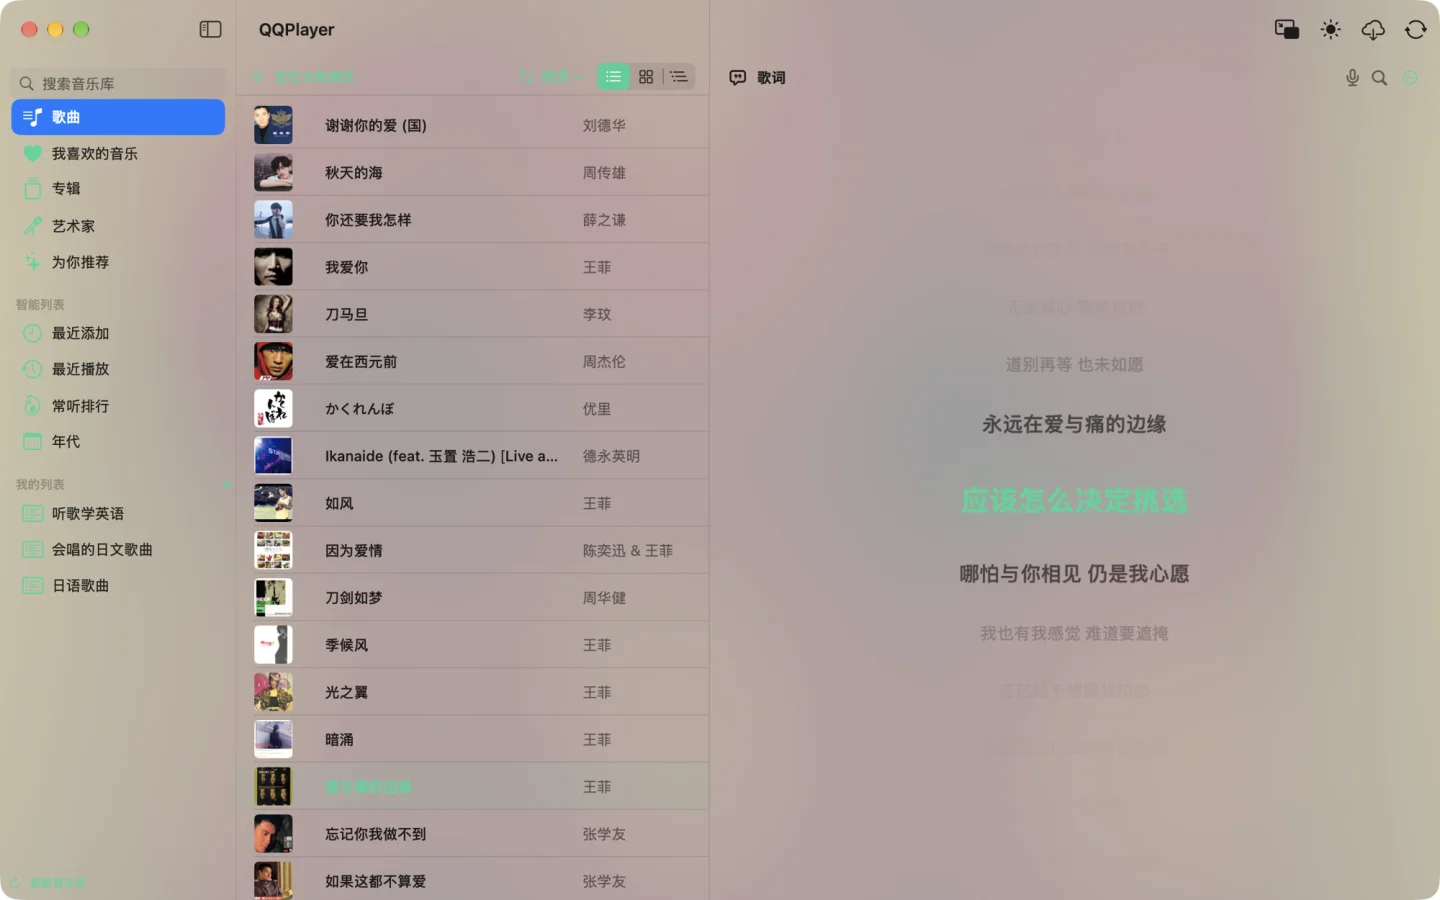 QQPlayer
搜索音乐库
歌曲
我喜欢的音乐
专辑
艺术家
为你推荐
智能列表
最近添加
最近播放
常听排行
年代
我的列表
听歌学英语
会唱的日文歌曲
日语歌曲
谢谢你的爱 (国) 刘德华
秋天的海 周传雄
你还要我怎样 薛之谦
我爱你 王菲
刀马旦 李玟
爱在西元前 周杰伦
かくれんぼ 优里
Ikanaide (feat. 玉置 浩二) [Live a... 德永英明
如风 王菲
因为爱情 陈奕迅 & 王菲
刀剑如梦 周华健
季候风 王菲
光之翼 王菲
暗涌 王菲
爱与痛的边缘 王菲
忘记你我做不到 张学友
如果这都不算爱 张学友
歌词
道别再等 也未如愿
永远在爱与痛的边缘
应该怎么决定挑选
哪怕与你相见 仍是我心愿
我也有我感觉 难道要遮掩